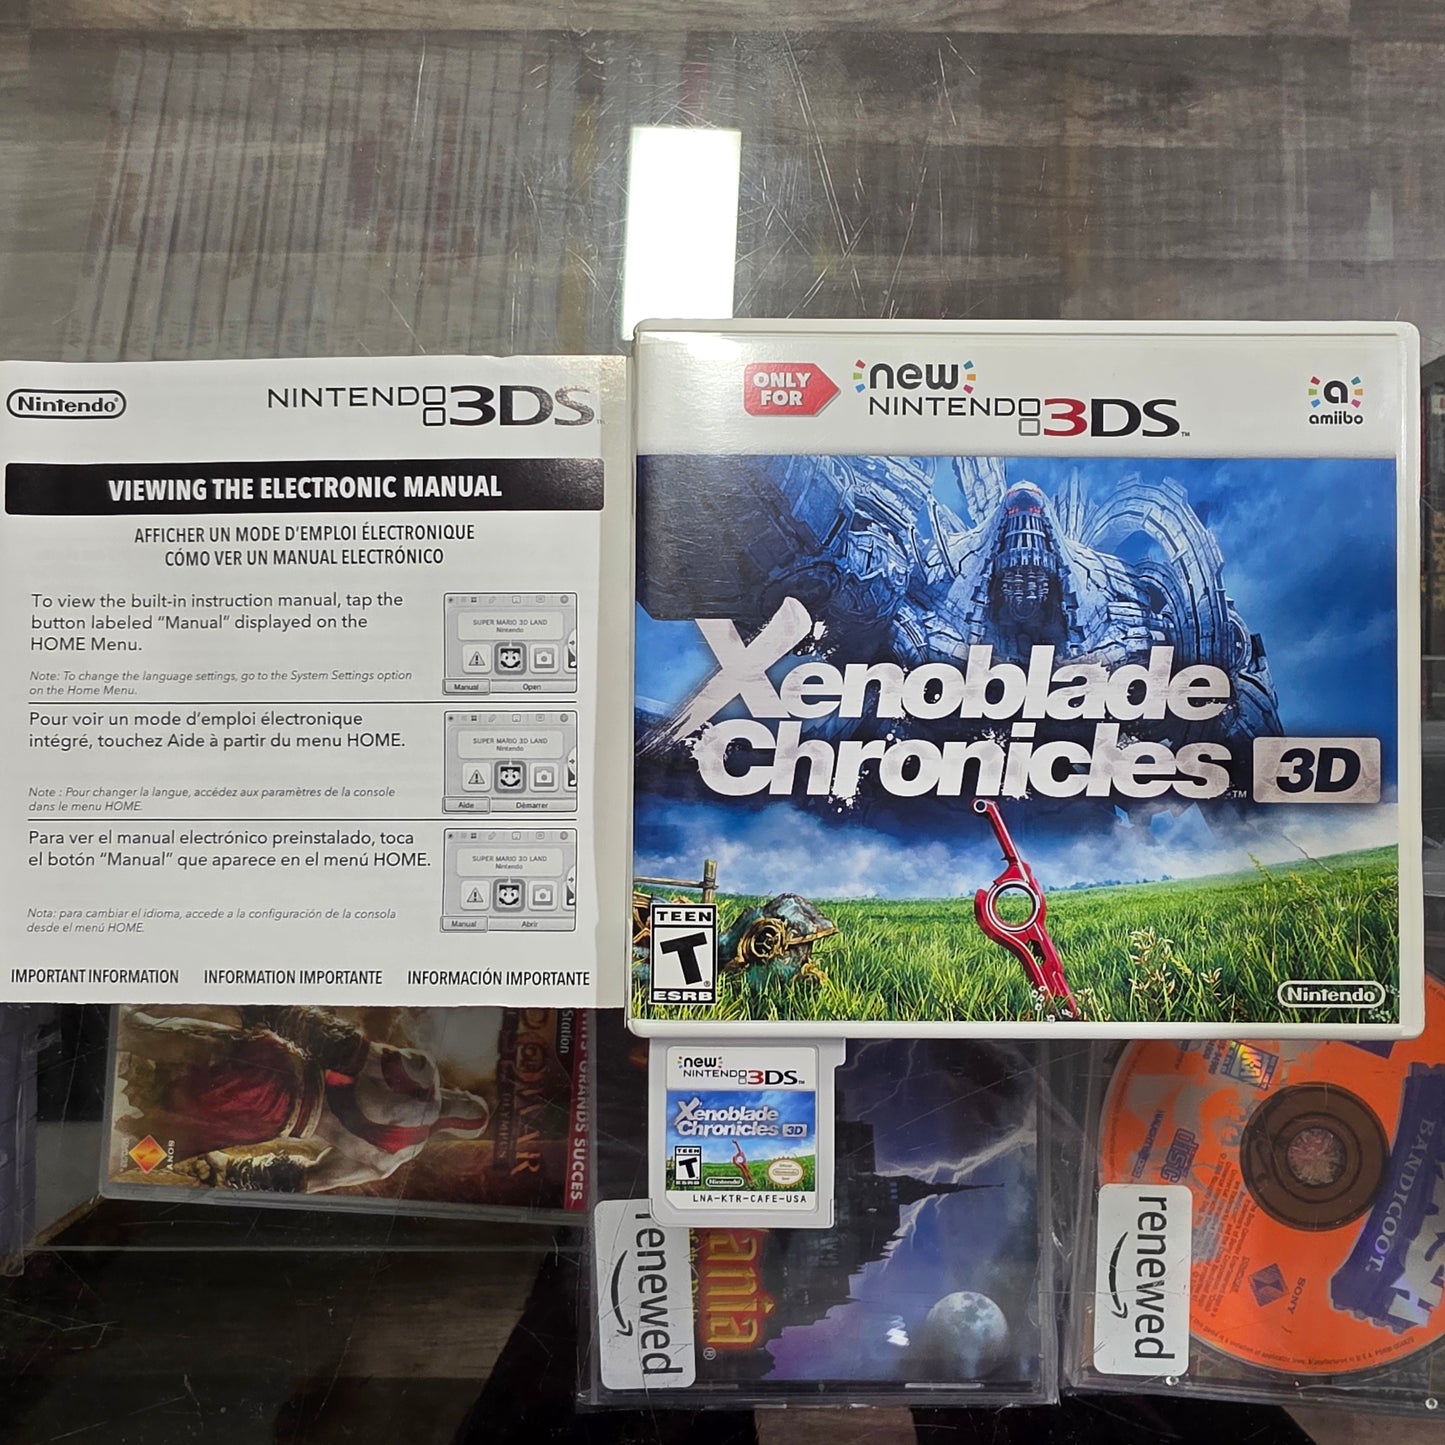 Nintendo
NINTENDO 3DS™
VIEWING THE ELECTRONIC MANUAL
AFFICHER UN MODE D'EMPLOI ÉLECTRONIQUE
CÓMO VER UN MANUAL ELECTRÓNICO
To view the built-in instruction manual, tap the
button labeled “Manual” displayed on the
HOME Menu.
Note: To change the language settings, go to the System Settings option
on the Home Menu.
SUPER MARIO 3D LAND
Nintendo
Manual
Open
Pour voir un mode d'emploi électronique
intégré, touchez Aide à partir du menu HOME.
Note : Pour changer la langue, accédez aux paramètres de la console
dans le menu HOME.
SUPER MARIO 3D LAND
Nintendo
Aide
Démarrer
Para ver el manual electrónico preinstalado, toca
el botón “Manual” que aparece en el menú HOME.
Nota: para cambiar el idioma, accede a la configuración de la consola
desde el menú HOME.
SUPER MARIO 3D LAND
Nintendo
Manual
Abrir
IMPORTANT INFORMATION
INFORMATION IMPORTANTE
INFORMACIÓN IMPORTANTE
ONLY
FOR
new
NINTENDO 3DS™
amiibo
Xenoblade
Chronicles™ 3D
TEEN
T
ESRB
Nintendo
new
NINTENDO 3DS™
Xenoblade
Chronicles 3D
TEEN
T
ESRB
Nintendo
LNA-KTR-CAFE-USA
WAR
SUCCES
SONY
renewed
ania®
renewed
BANDICOOT
SONY